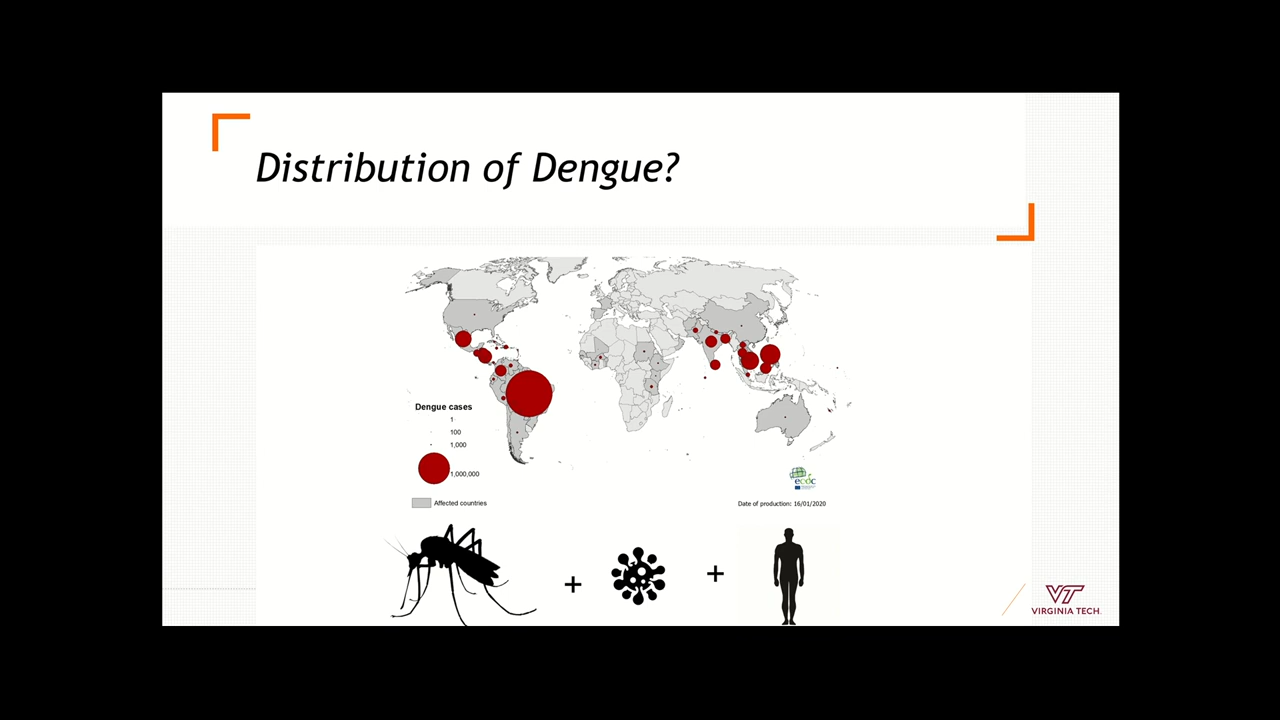 Distribution of Dengue?
Dengue cases
1
100
1,000
1,000,000
Affected countries
ecdc
Date of production: 16/01/2020
+
+
VT
VIRGINIA TECH.